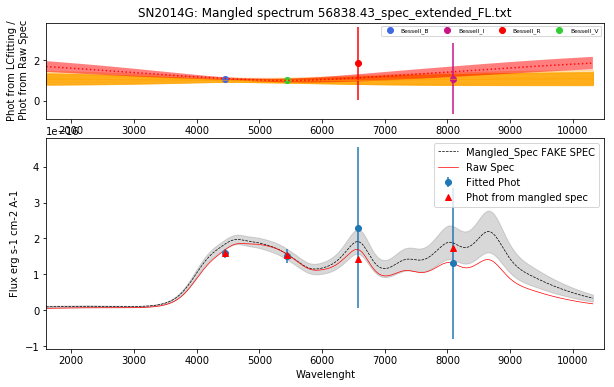 SN2014G: Mangled spectrum 56838.43_spec_extended_FL.txt
Phot from LCfitting /
Phot from Raw Spec
2
0
Bessell_B
Bessell_I
Bessell_R
Bessell_V
2000
3000
4000
5000
6000
7000
8000
9000
10000
1e−16
Flux erg s-1 cm-2 A-1
4
3
2
1
0
−1
Mangled_Spec FAKE SPEC
Raw Spec
Fitted Phot
Phot from mangled spec
2000
3000
4000
5000
6000
7000
8000
9000
10000
Wavelenght